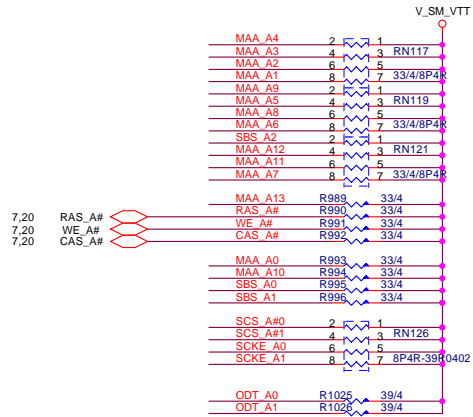 V_SM_VTT
MAA_A4 2 1
MAA_A3 4 3 RN117
MAA_A2 6 5
MAA_A1 8 7 33/4/8P4R
MAA_A9 2 1
MAA_A5 4 3 RN119
MAA_A8 6 5
MAA_A6 8 7 33/4/8P4R
SBS_A2 2 1
MAA_A12 4 3 RN121
MAA_A11 6 5
MAA_A7 8 7 33/4/8P4R
MAA_A13 R989 33/4
7,20 RAS_A# RAS_A# R990 33/4
7,20 WE_A# WE_A# R991 33/4
7,20 CAS_A# CAS_A# R992 33/4
MAA_A0 R993 33/4
MAA_A10 R994 33/4
SBS_A0 R995 33/4
SBS_A1 R996 33/4
SCS_A#0 2 1
SCS_A#1 4 3 RN126
SCKE_A0 6 5
SCKE_A1 8 7 8P4R-39R0402
ODT_A0 R1025 39/4
ODT_A1 R1026 39/4